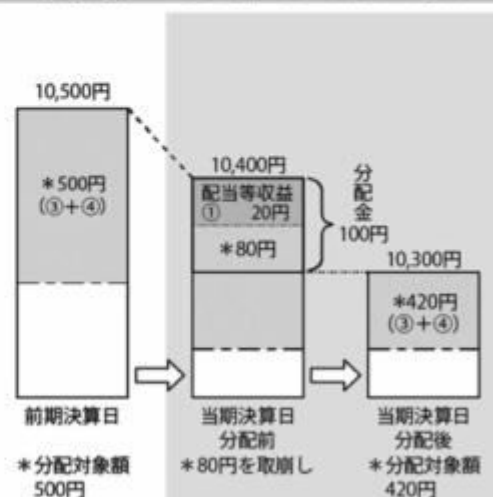 10,500円
*500円
(③+④)
前期決算日
*分配対象額
500円
10,400円
配当等収益
① 20円
*80円
分配金
100円
当期決算日
分配前
*80円を取崩し
10,300円
*420円
(③+④)
当期決算日
分配後
*分配対象額
420円